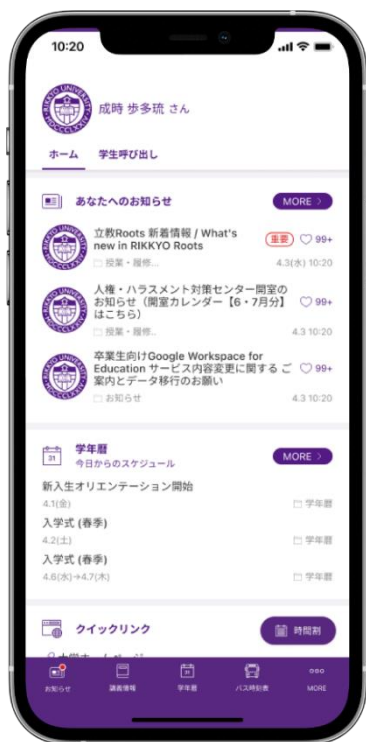 10:20
RIKKYO UNIVERSITY
MDCCCLXXIV
成時 歩多琉 さん
ホーム 学生呼び出し
あなたへのお知らせ MORE >
立教Roots 新着情報 / What's
new in RIKKYO Roots
重要 99+
授業・履修... 4.3(水) 10:20
人権・ハラスメント対策センター開室の
お知らせ（開室カレンダー【6・7月分】
はこちら）
99+
授業・履修.. 4.3 10:20
卒業生向けGoogle Workspace for
Education サービス内容変更に関する ご
案内とデータ移行のお願い
99+
お知らせ 4.3 10:20
31
学年暦
今日からのスケジュール
MORE >
新入生オリエンテーション開始
4.1(金) 学年暦
入学式 (春季)
4.2(土) 学年暦
入学式 (春季)
4.6(水)→4.7(木) 学年暦
クイックリンク 時間割
お知らせ 講義情報 学年暦 バス時刻表 MORE